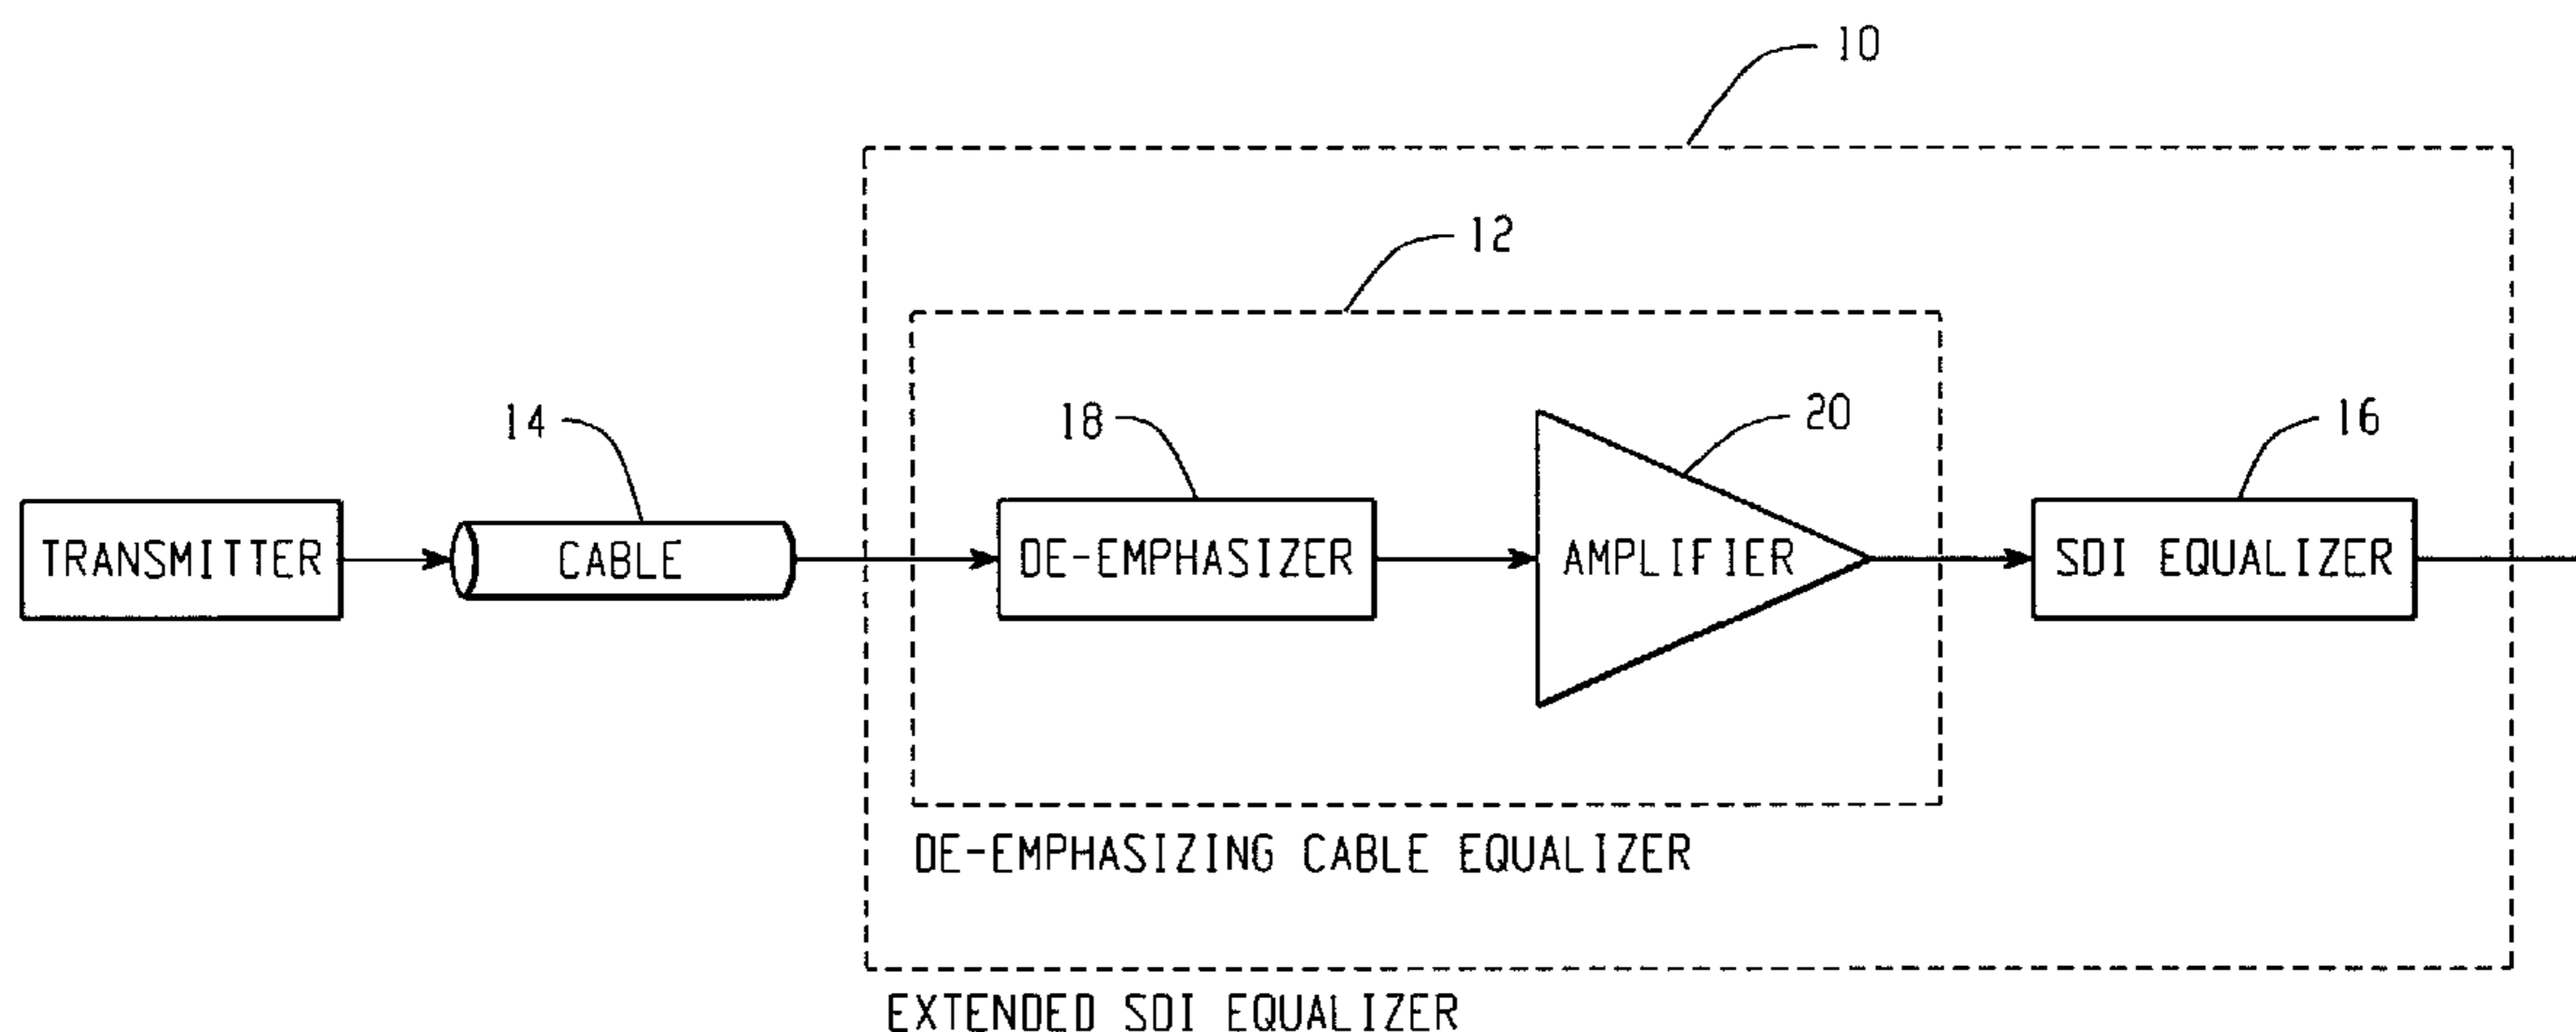 10
12
14
18
20
16
TRANSMITTER
CABLE
DE-EMPHASIZER
AMPLIFIER
SDI EQUALIZER
DE-EMPHASIZING CABLE EQUALIZER
EXTENDED SDI EQUALIZER